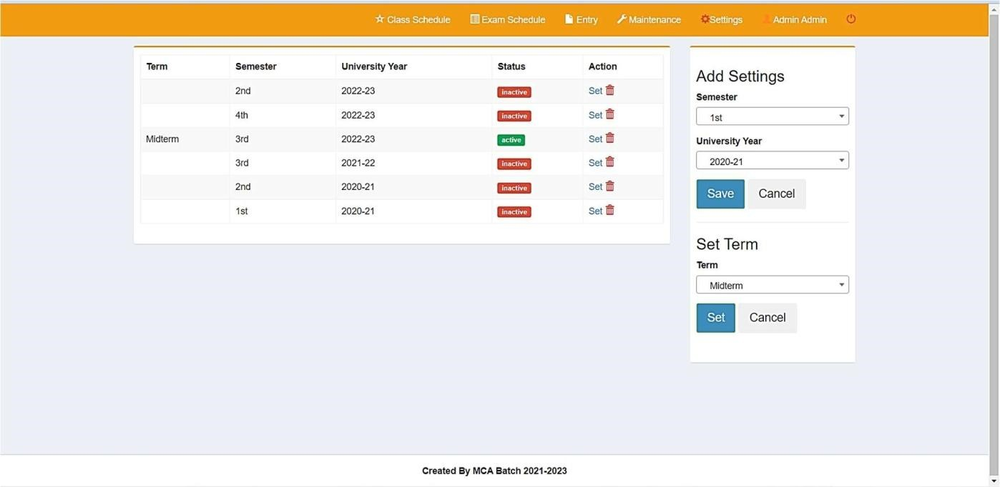 Class Schedule Exam Schedule Entry Maintenance Settings Admin Admin
Term Semester University Year Status Action
2nd 2022-23 inactive Set
4th 2022-23 inactive Set
Midterm 3rd 2022-23 active Set
3rd 2021-22 inactive Set
2nd 2020-21 inactive Set
1st 2020-21 inactive Set
Add Settings
Semester
1st
University Year
2020-21
Save Cancel
Set Term
Term
Midterm
Set Cancel
Created By MCA Batch 2021-2023